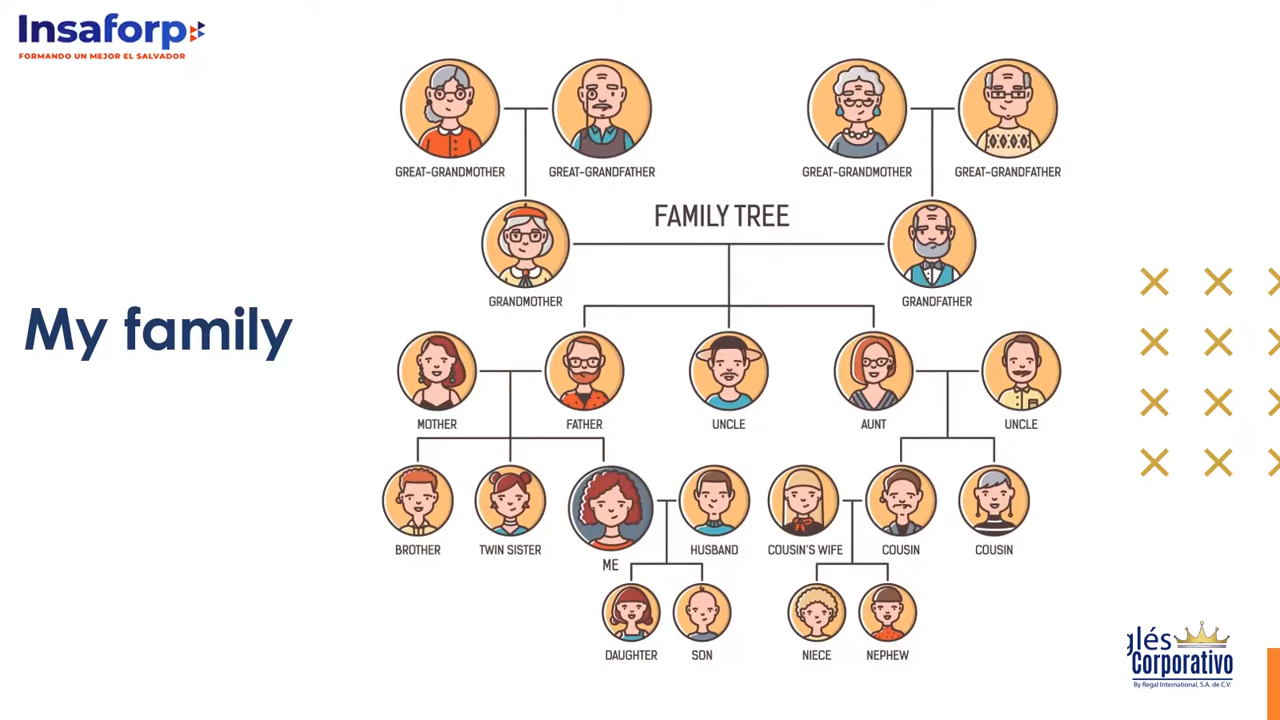 Insaforp
FORMANDO UN MEJOR EL SALVADOR
GREAT-GRANDMOTHER GREAT-GRANDFATHER GREAT-GRANDMOTHER GREAT-GRANDFATHER
FAMILY TREE
GRANDMOTHER GRANDFATHER
My family
MOTHER FATHER UNCLE AUNT UNCLE
BROTHER TWIN SISTER ME HUSBAND COUSIN'S WIFE COUSIN COUSIN
DAUGHTER SON NIECE NEPHEW
glés
Corporativo
By Regal International, S.A. de C.V.